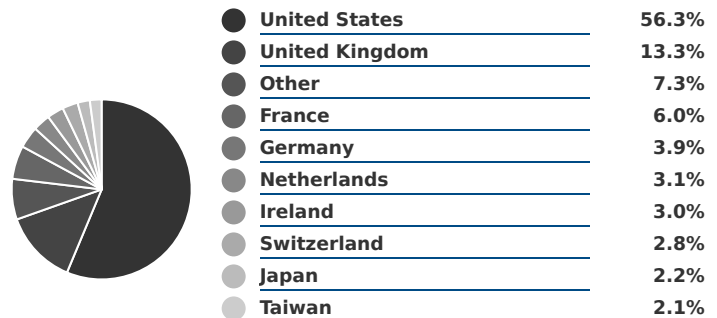 United States 56.3%
United Kingdom 13.3%
Other 7.3%
France 6.0%
Germany 3.9%
Netherlands 3.1%
Ireland 3.0%
Switzerland 2.8%
Japan 2.2%
Taiwan 2.1%